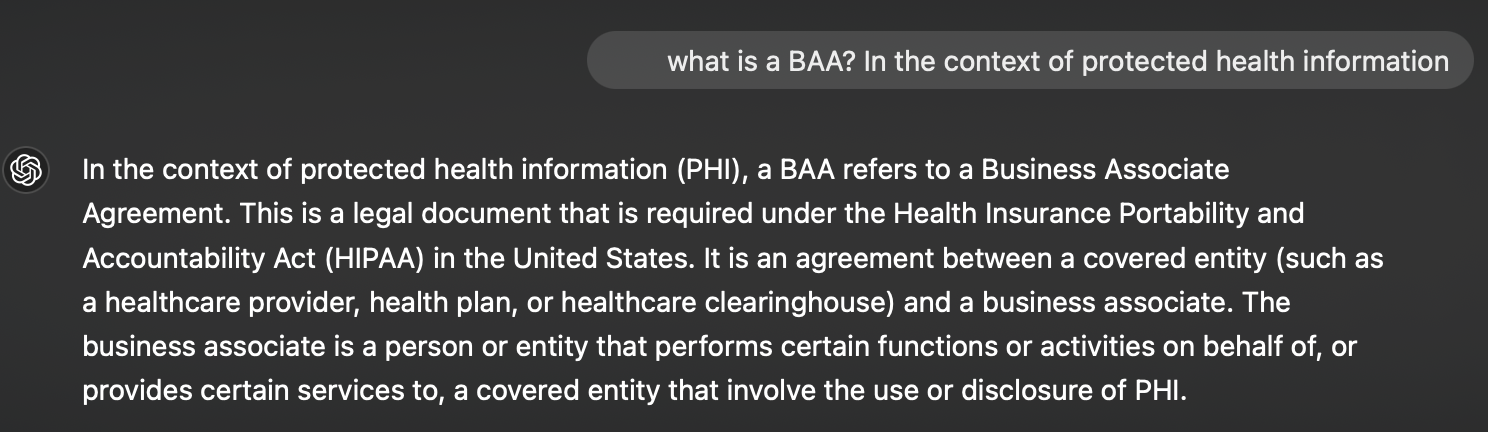 what is a BAA? In the context of protected health information
In the context of protected health information (PHI), a BAA refers to a Business Associate
Agreement. This is a legal document that is required under the Health Insurance Portability and
Accountability Act (HIPAA) in the United States. It is an agreement between a covered entity (such as
a healthcare provider, health plan, or healthcare clearinghouse) and a business associate. The
business associate is a person or entity that performs certain functions or activities on behalf of, or
provides certain services to, a covered entity that involve the use or disclosure of PHI.